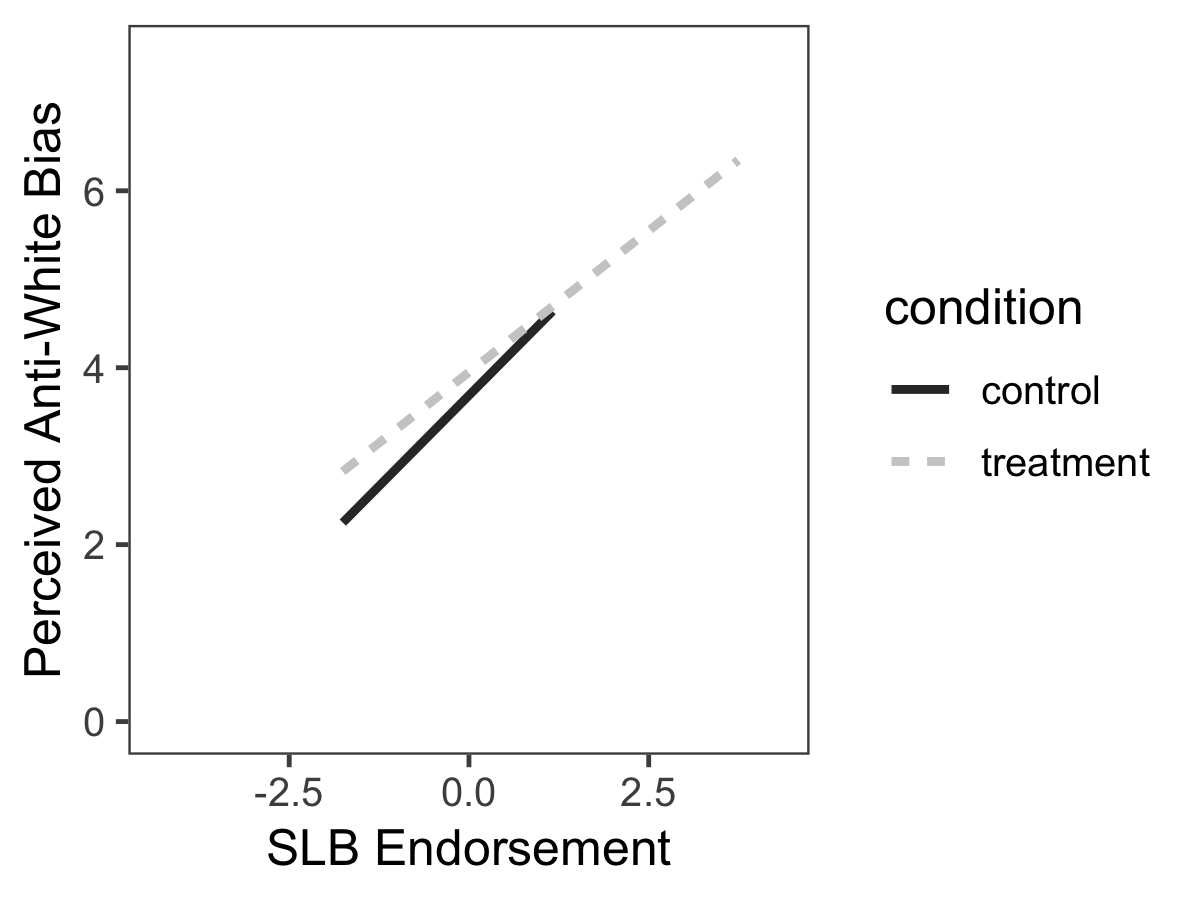 Perceived Anti-White Bias
6
4
2
0
-2.5 0.0 2.5
SLB Endorsement
condition
control
treatment